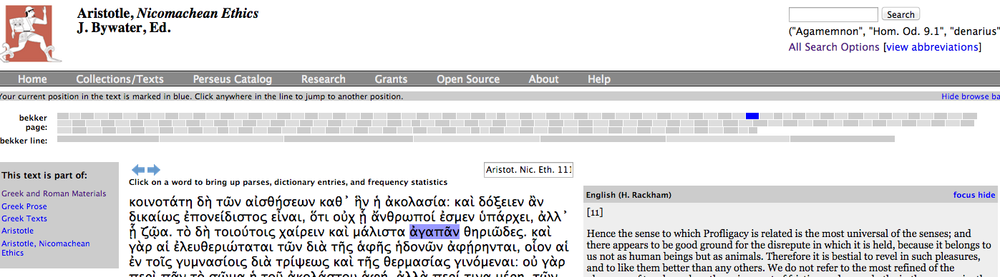 Aristotle, Nicomachean Ethics
J. Bywater, Ed.
Search
("Agamemnon", "Hom. Od. 9.1", "denarius"
All Search Options [view abbreviations]
Home Collections/Texts Perseus Catalog Research Grants Open Source About Help
Your current position in the text is marked in blue. Click anywhere in the line to jump to another position.
Hide browse ba
bekker
page:
bekker line:
This text is part of:
Greek and Roman Materials
Greek Prose
Greek Texts
Aristotle
Aristotle, Nicomachean
Ethics
Aristot. Nic. Eth. 111
Click on a word to bring up parses, dictionary entries, and frequency statistics
κοινοτάτη δὴ τῶν αἰσθήσεων καθ᾽ ἣν ἡ ἀκολασία: καὶ δόξειεν ἂν
δικαίως ἐπονείδιστος εἶναι, ὅτι οὐχ ᾗ ἄνθρωποί ἐσμεν ὑπάρχει, ἀλλ᾽
ᾗ ζῷα. τὸ δὴ τοιούτοις χαίρειν καὶ μάλιστα ἀγαπᾶν θηριῶδες. καὶ
γὰρ αἱ ἐλευθεριώταται τῶν διὰ τῆς ἁφῆς ἡδονῶν ἀφῄρηνται, οἷον αἱ
ἐν τοῖς γυμνασίοις διὰ τρίψεως καὶ τῆς θερμασίας γινόμεναι: οὐ γὰρ
περὶ πᾶν τὸ σῶμα ἡ τοῦ ἀκολάστου ἁφή, ἀλλὰ περί τινα μέρη. τῶν
English (H. Rackham)
focus hide
[11]
Hence the sense to which Profligacy is related is the most universal of the senses; and
there appears to be good ground for the disrepute in which it is held, because it belongs to
us not as human beings but as animals. Therefore it is bestial to revel in such pleasures,
and to like them better than any others. We do not refer to the most refined of the